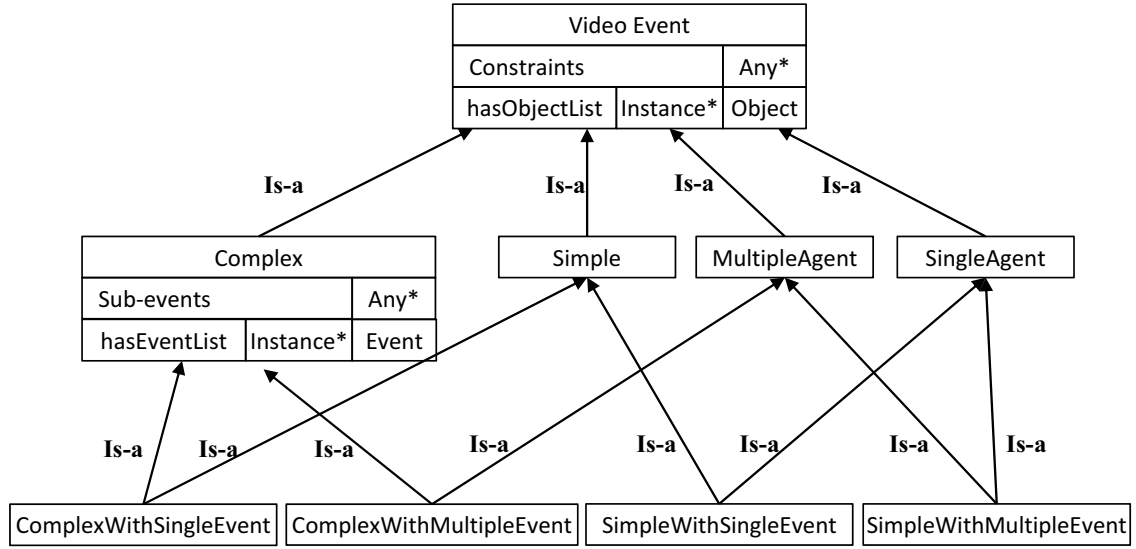 Video Event
Constraints Any*
hasObjectList Instance* Object
Is-a Is-a Is-a Is-a
Complex Simple MultipleAgent SingleAgent
Sub-events Any*
hasEventList Instance* Event
Is-a Is-a Is-a Is-a Is-a Is-a Is-a
ComplexWithSingleEvent ComplexWithMultipleEvent SimpleWithSingleEvent SimpleWithMultipleEvent